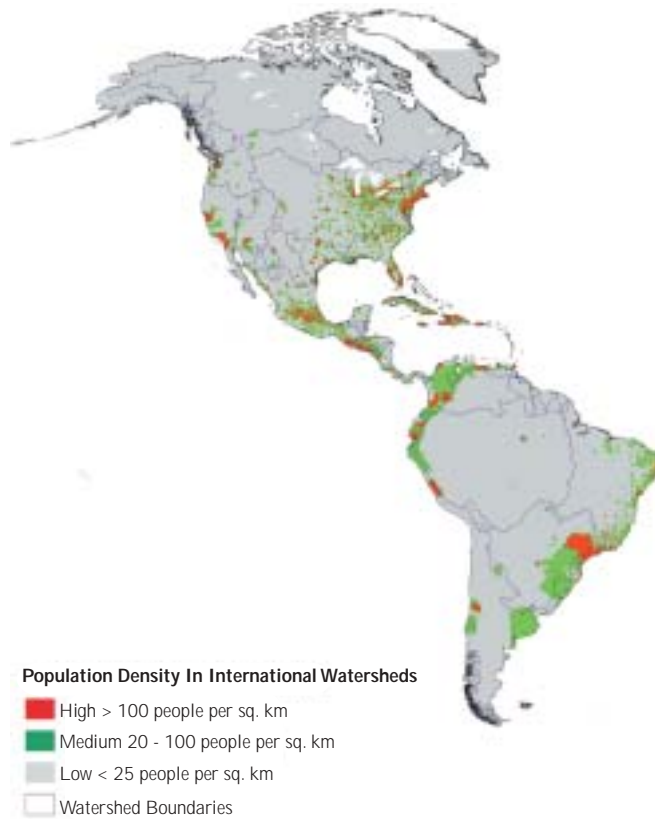 Population Density In International Watersheds
High > 100 people per sq. km
Medium 20 - 100 people per sq. km
Low < 25 people per sq. km
Watershed Boundaries